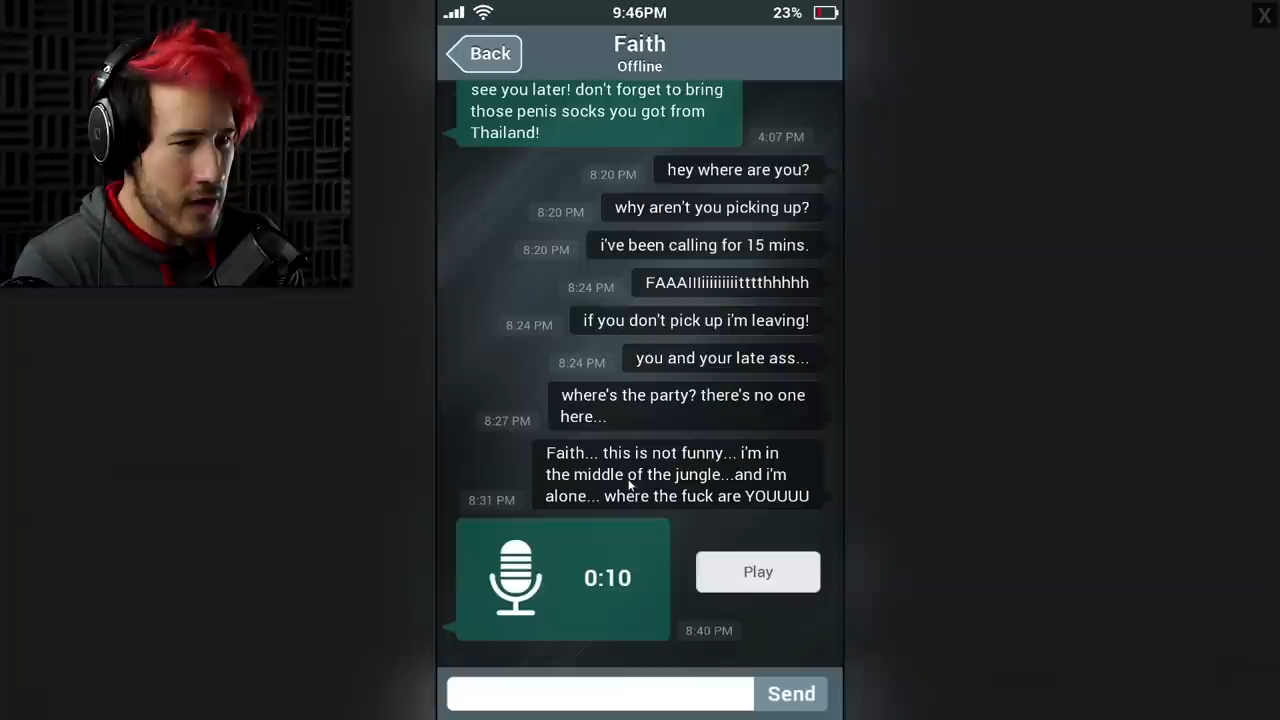 9:46PM
23%
X
Back
Faith
Offline
see you later! don't forget to bring
those penis socks you got from
Thailand!
4:07 PM
hey where are you?
8:20 PM
why aren't you picking up?
8:20 PM
i've been calling for 15 mins.
8:20 PM
FAAAIIIiiiiiiiiitttthhhhh
8:24 PM
if you don't pick up i'm leaving!
8:24 PM
you and your late ass...
8:24 PM
where's the party? there's no one
here...
8:27 PM
Faith... this is not funny... i'm in
the middle of the jungle...and i'm
alone... where the fuck are YOUUUU
8:31 PM
0:10
Play
8:40 PM
Send